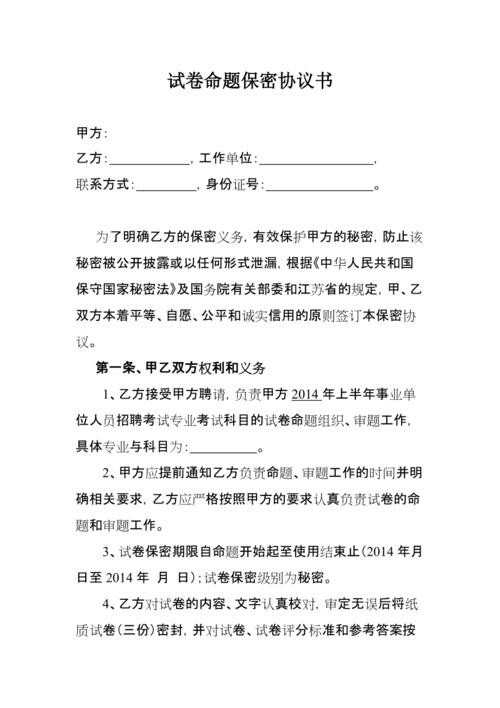 试卷命题保密协议书
甲方:
乙方:____________, 工作单位:_________________,
联系方式:_________, 身份证号:________________。
为了明确乙方的保密义务, 有效保护甲方的秘密, 防止该
秘密被公开披露或以任何形式泄漏, 根据《中华人民共和国
保守国家秘密法》及国务院有关部委和江苏省的规定, 甲、乙
双方本着平等、自愿、公平和诚实信用的原则签订本保密协
议。
第一条、甲乙双方权利和义务
1、乙方接受甲方聘请, 负责甲方 2014 年上半年事业单
位人员招聘考试专业考试科目的试卷命题组织、审题工作,
具体专业与科目为:__________。
2、甲方应提前通知乙方负责命题、审题工作的时间并明
确相关要求, 乙方应严格按照甲方的要求认真负责试卷的命
题和审题工作。
3、试卷保密期限自命题开始起至使用结束止(2014 年月
日至 2014 年 月 日);试卷保密级别为秘密。
4、乙方对试卷的内容、文字认真校对, 审定无误后将纸
质试卷(三份)密封, 并对试卷、试卷评分标准和参考答案按